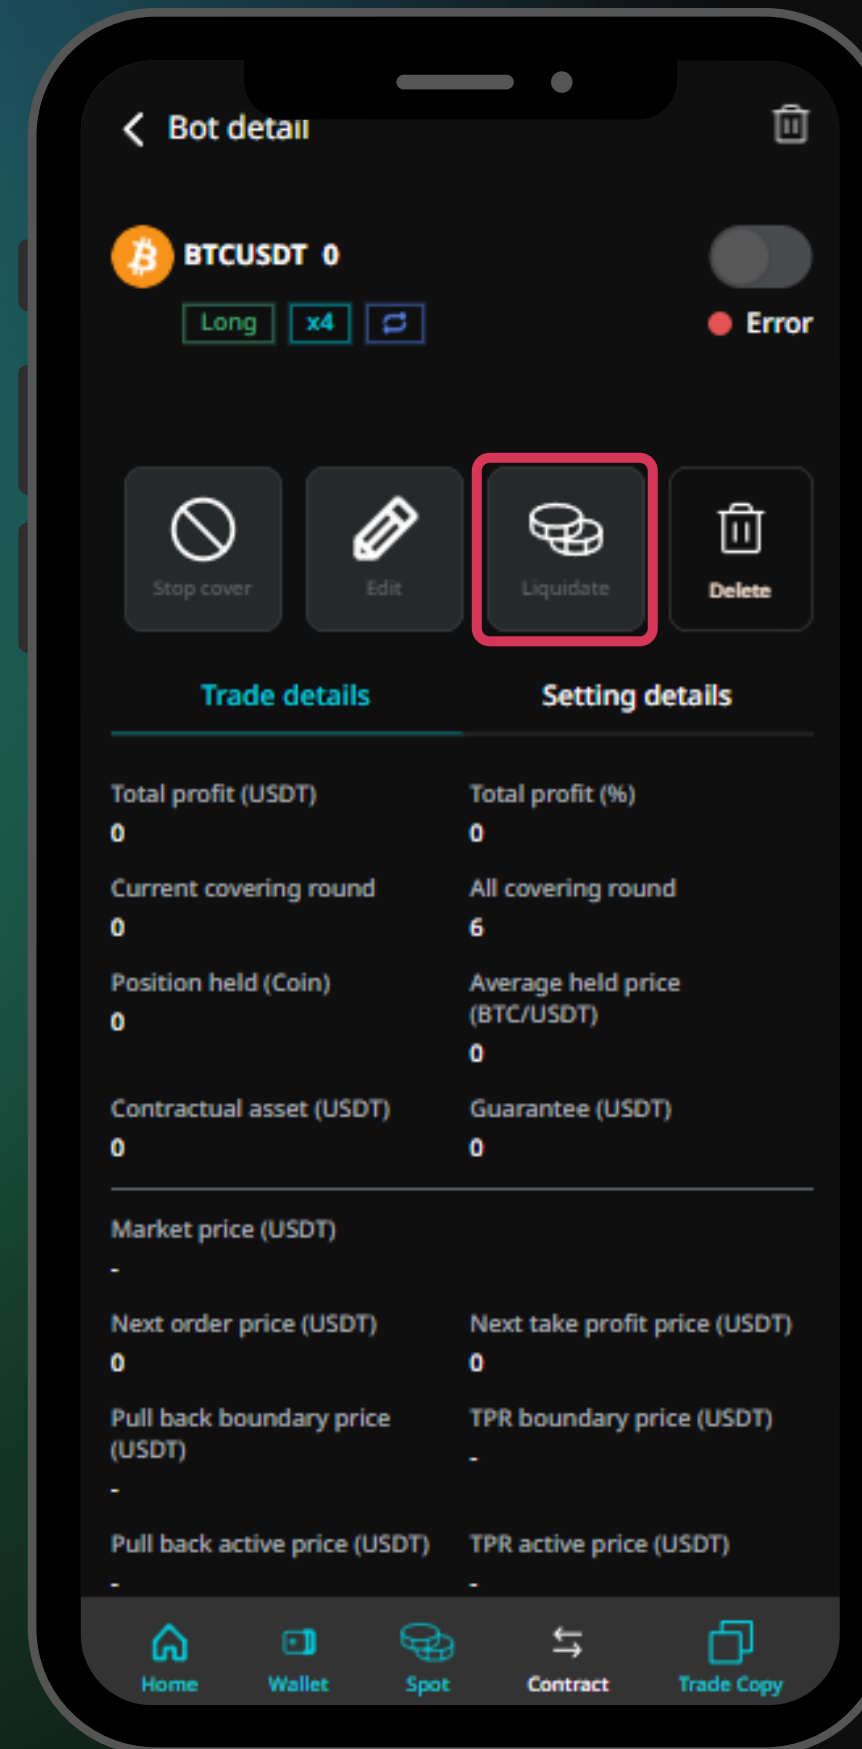 Bot detail
BTCUSDT 0
Long x4
Error
Stop cover Edit Liquidate Delete
Trade details Setting details
Total profit (USDT) Total profit (%)
0 0
Current covering round All covering round
0 6
Position held (Coin) Average held price
(BTC/USDT)
0 0
Contractual asset (USDT) Guarantee (USDT)
0 0
Market price (USDT)
-
Next order price (USDT) Next take profit price (USDT)
0 0
Pull back boundary price TPR boundary price (USDT)
(USDT) -
-
Pull back active price (USDT) TPR active price (USDT)
- -
Home Wallet Spot Contract Trade Copy